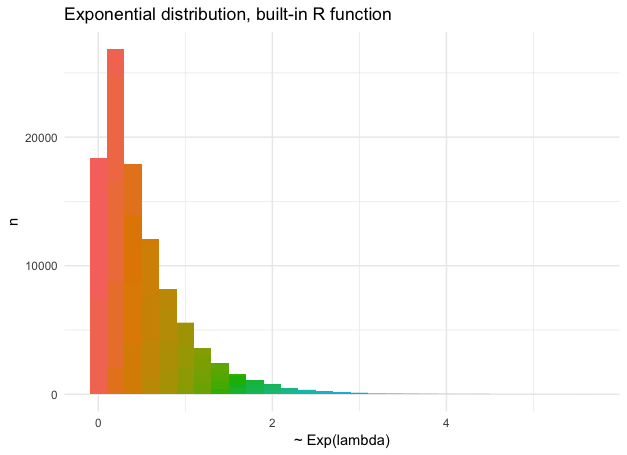 Exponential distribution, built-in R function
n
20000
10000
0
0 2 4
~ Exp(lambda)